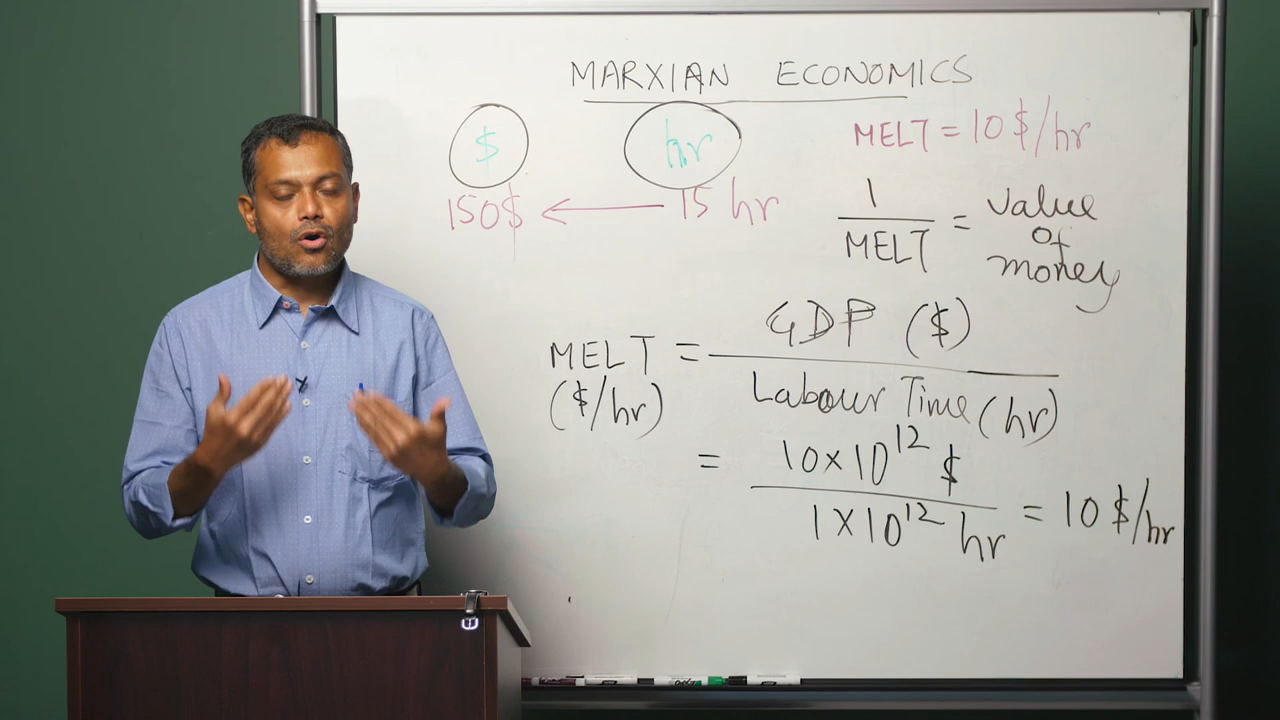 MARXIAN ECONOMICS
$ hr
MELT = 10 $/hr
150$ ← 15 hr
1 / MELT = value of money
MELT ($/hr) = GDP ($) / Labour Time (hr)
= 10×10¹² $ / 1×10¹² hr = 10 $/hr